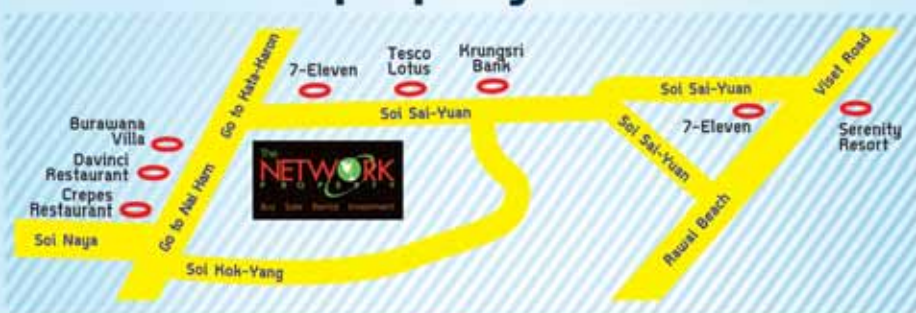 7-Eleven
Tesco
Lotus
Krungsri
Bank
Go to Kata-Karon
Soi Sai-Yuan
Soi Sai-Yuan
Viset Road
7-Eleven
Serenity
Resort
Soi Sai-Yuan
Burawana
Villa
Davinci
Restaurant
Crepes
Restaurant
the
NETWORK
PROPERTY
Buy Sale Rental Investment
Go to Nai Harn
Rawai Beach
Soi Naya
Soi Kok-Yang